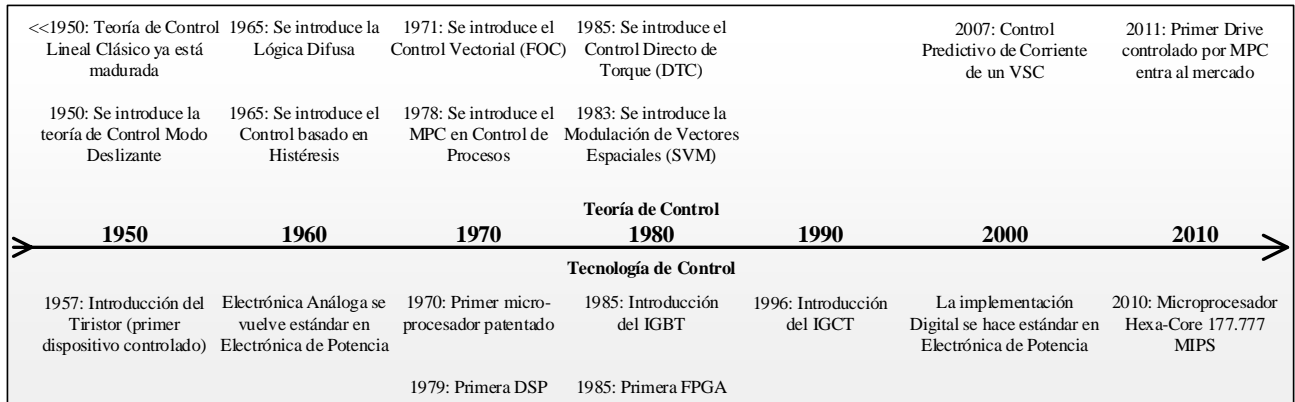 <<1950: Teoría de Control
Lineal Clásico ya está
madurada
1965: Se introduce la
Lógica Difusa
1971: Se introduce el
Control Vectorial (FOC)
1985: Se introduce el
Control Directo de
Torque (DTC)
2007: Control
Predictivo de Corriente
de un VSC
2011: Primer Drive
controlado por MPC
entra al mercado
1950: Se introduce la
teoría de Control Modo
Deslizante
1965: Se introduce el
Control basado en
Histéresis
1978: Se introduce el
MPC en Control de
Procesos
1983: Se introduce la
Modulación de Vectores
Espaciales (SVM)
Teoría de Control
1950
1960
1970
1980
1990
2000
2010
Tecnología de Control
1957: Introducción del
Tiristor (primer
dispositivo controlado)
Electrónica Análoga se
vuelve estándar en
Electrónica de Potencia
1970: Primer micro-
procesador patentado
1985: Introducción
del IGBT
1996: Introducción
del IGCT
La implementación
Digital se hace estándar en
Electrónica de Potencia
2010: Microprocesador
Hexa-Core 177.777
MIPS
1979: Primera DSP
1985: Primera FPGA